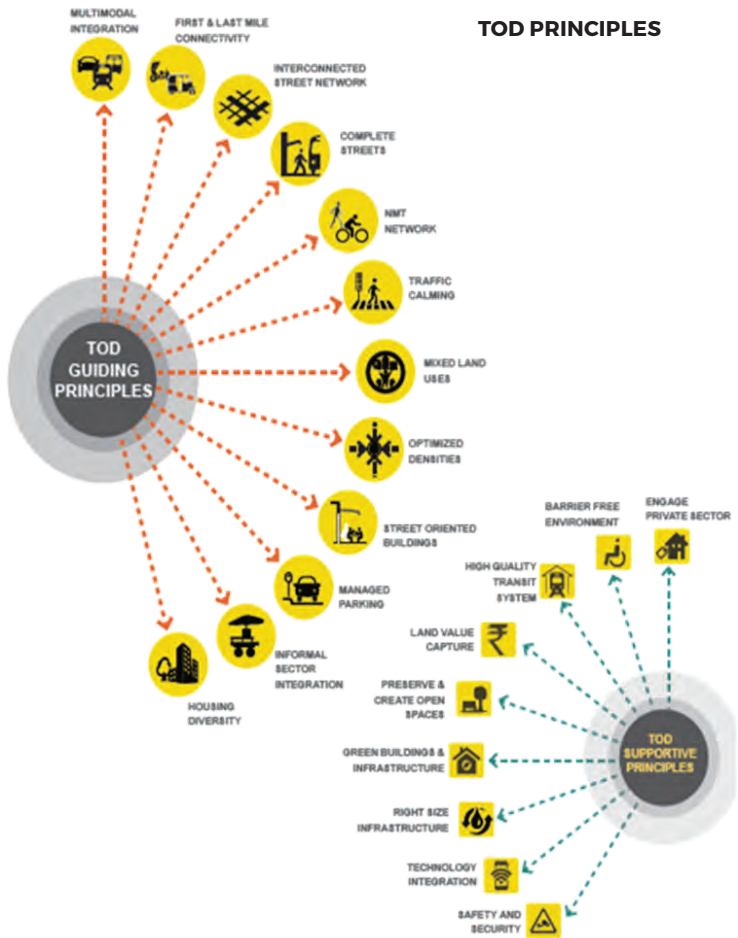 TOD PRINCIPLES
MULTIMODAL
INTEGRATION
FIRST & LAST MILE
CONNECTIVITY
INTERCONNECTED
STREET NETWORK
COMPLETE
STREETS
NMT
NETWORK
TRAFFIC
CALMING
TOD
GUIDING
PRINCIPLES
MIXED LAND
USES
OPTIMIZED
DENSITIES
STREET ORIENTED
BUILDINGS
MANAGED
PARKING
INFORMAL
SECTOR
INTEGRATION
HOUSING
DIVERSITY
ENGAGE
PRIVATE SECTOR
BARRIER FREE
ENVIRONMENT
HIGH QUALITY
TRANSIT
SYSTEM
LAND VALUE
CAPTURE
₹
PRESERVE &
CREATE OPEN
SPACES
TOD
SUPPORTIVE
PRINCIPLES
GREEN BUILDINGS &
INFRASTRUCTURE
RIGHT SIZE
INFRASTRUCTURE
TECHNOLOGY
INTEGRATION
SAFETY AND
SECURITY